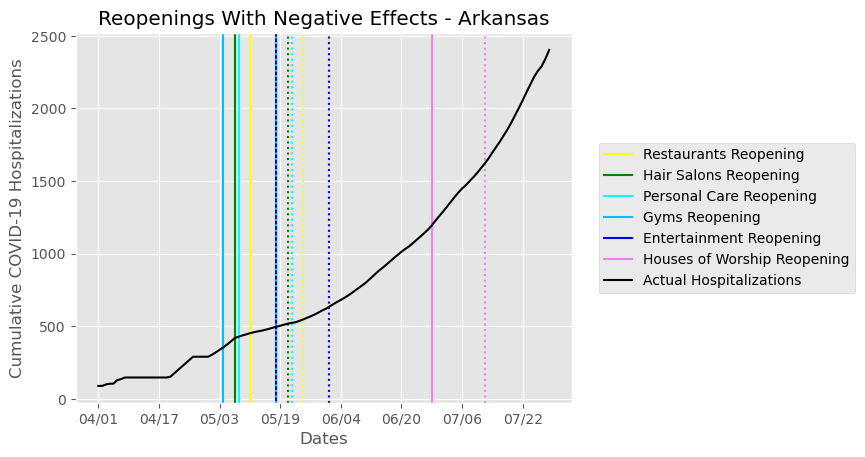 Reopenings With Negative Effects - Arkansas
Cumulative COVID-19 Hospitalizations
2500
2000
1500
1000
500
0
04/01 04/17 05/03 05/19 06/04 06/20 07/06 07/22
Dates
Restaurants Reopening
Hair Salons Reopening
Personal Care Reopening
Gyms Reopening
Entertainment Reopening
Houses of Worship Reopening
Actual Hospitalizations